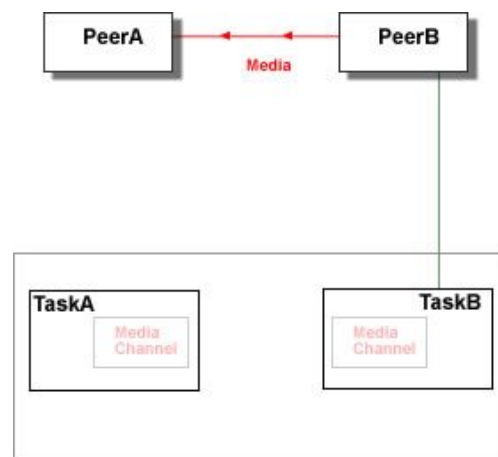 PeerA
PeerB
Media
TaskA
TaskB
Media
Channel
Media
Channel